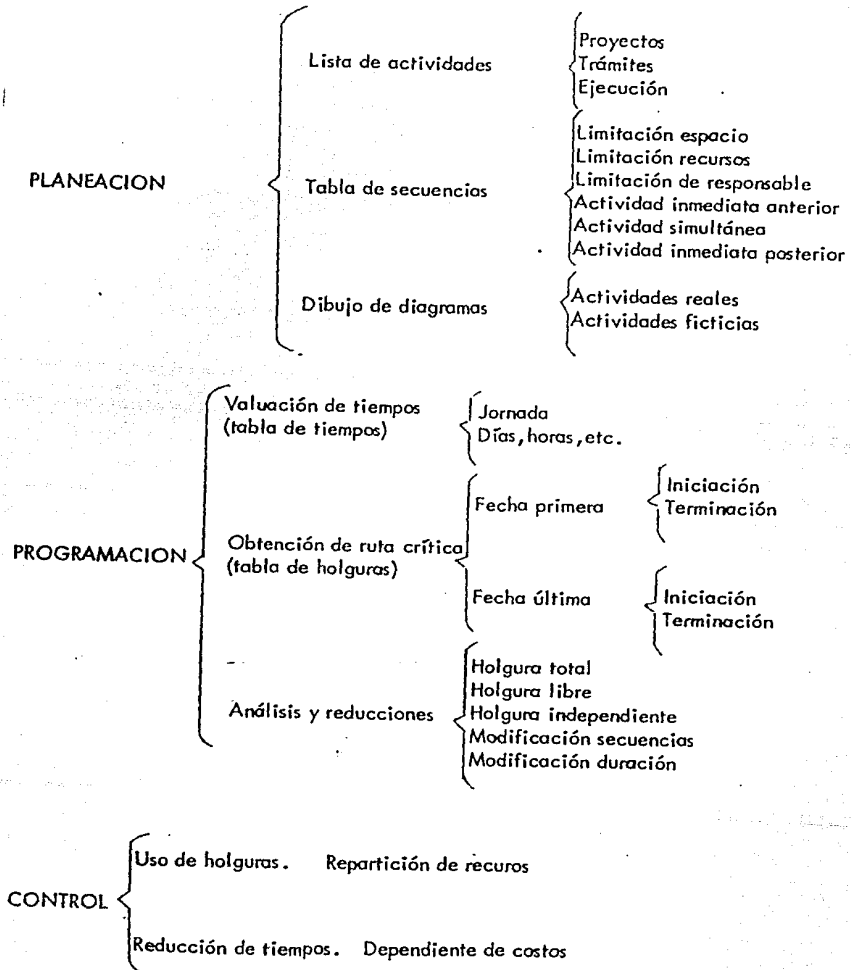 PLANEACION
Lista de actividades
Proyectos
Trámites
Ejecución
Tabla de secuencias
Limitación espacio
Limitación recursos
Limitación de responsable
Actividad inmediata anterior
Actividad simultánea
Actividad inmediata posterior
Dibujo de diagramas
Actividades reales
Actividades ficticias
PROGRAMACION
Valuación de tiempos
(tabla de tiempos)
Jornada
Días, horas, etc.
Obtención de ruta crítica
(tabla de holguras)
Fecha primera
Iniciación
Terminación
Fecha última
Iniciación
Terminación
Análisis y reducciones
Holgura total
Holgura libre
Holgura independiente
Modificación secuencias
Modificación duración
CONTROL
Uso de holguras. Repartición de recuros
Reducción de tiempos. Dependiente de costos